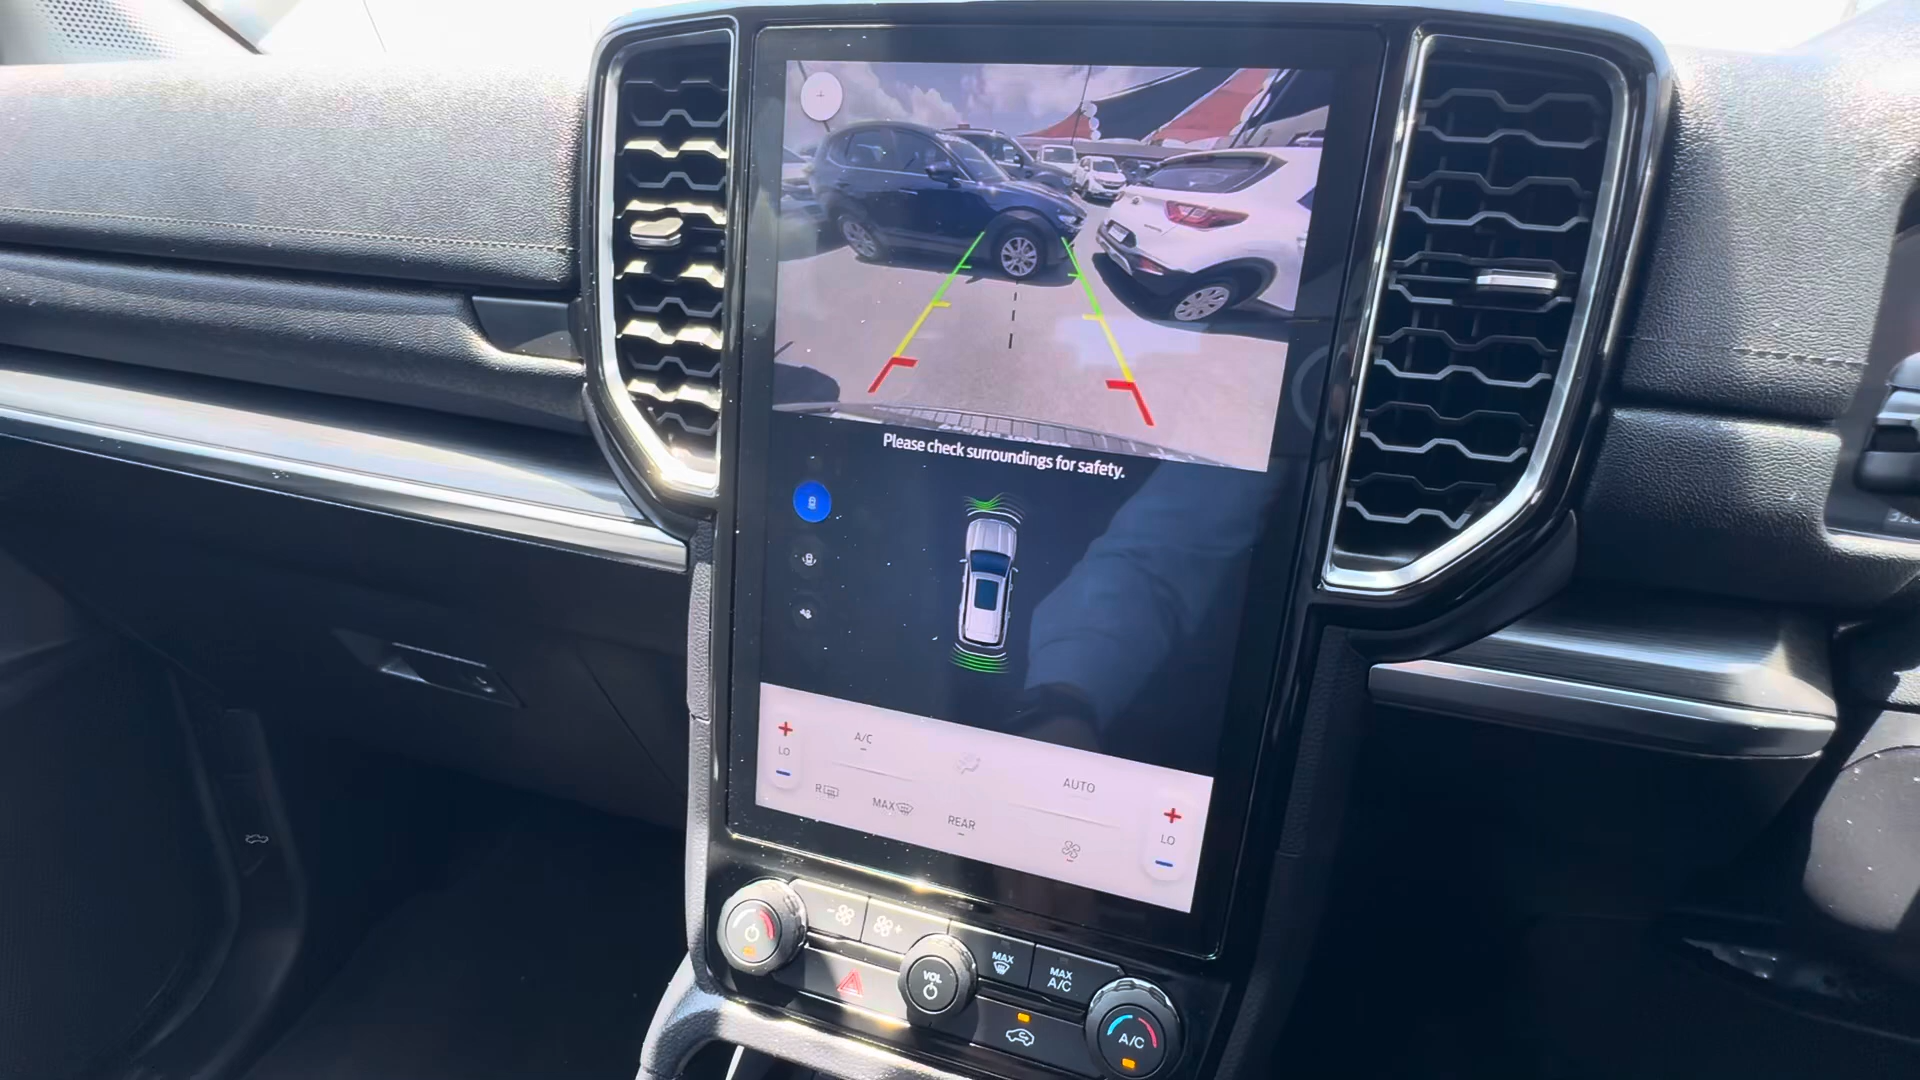 Please check surroundings for safety.
LO
A/C
AUTO
R
MAX
REAR
LO
VOL
MAX
MAX
A/C
A/C